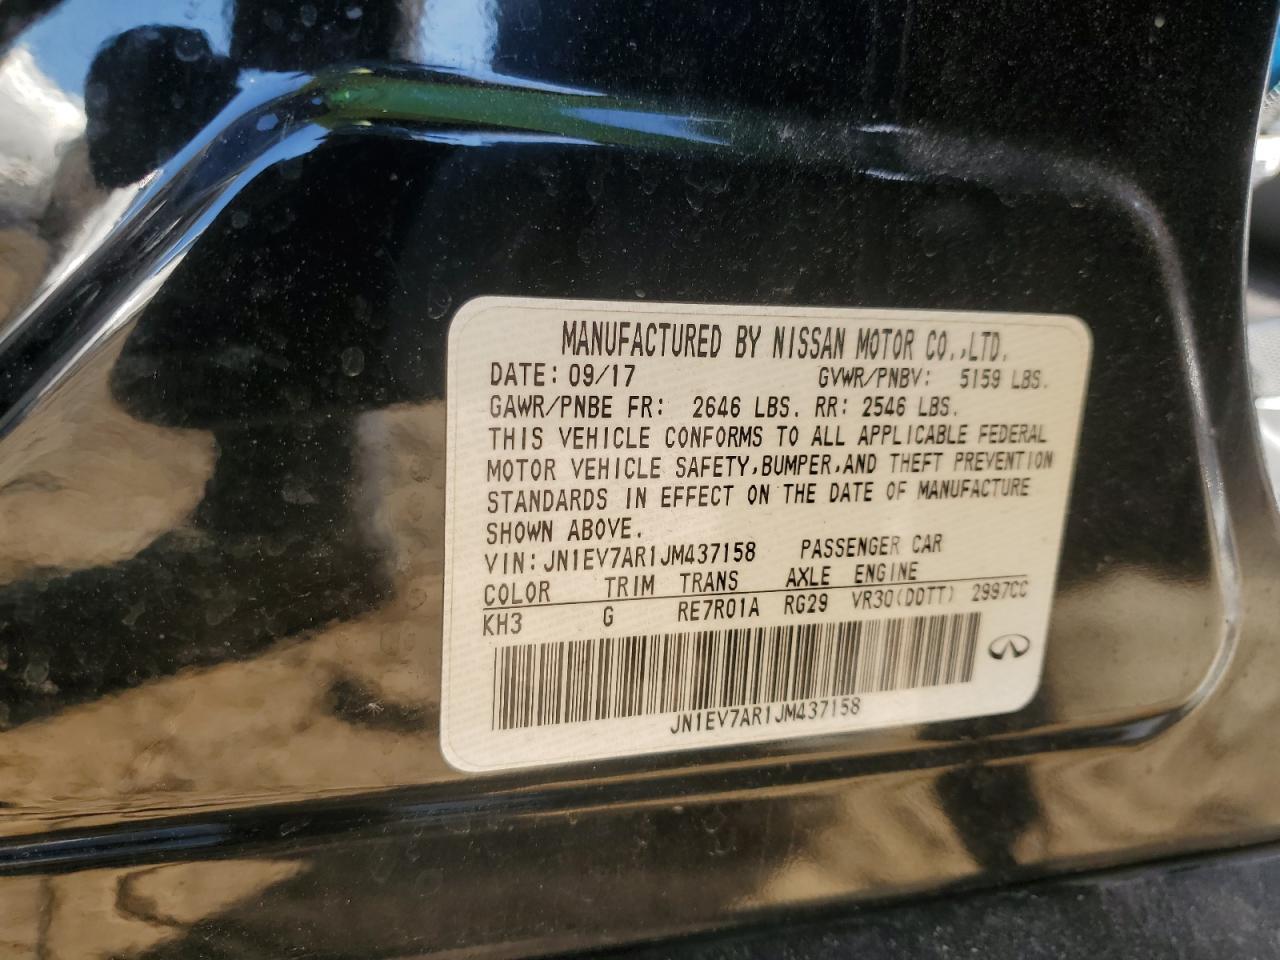 MANUFACTURED BY NISSAN MOTOR CO.,LTD.
DATE: 09/17 GVWR/PNBV: 5159 LBS.
GAWR/PNBE FR: 2646 LBS. RR: 2546 LBS.
THIS VEHICLE CONFORMS TO ALL APPLICABLE FEDERAL
MOTOR VEHICLE SAFETY,BUMPER,AND THEFT PREVENTION
STANDARDS IN EFFECT ON THE DATE OF MANUFACTURE
SHOWN ABOVE.
VIN:JN1EV7AR1JM437158 PASSENGER CAR
COLOR TRIM TRANS AXLE ENGINE
KH3 G RE7R01A RG29 VR30(DDTT) 2997CC
JN1EV7AR1JM437158